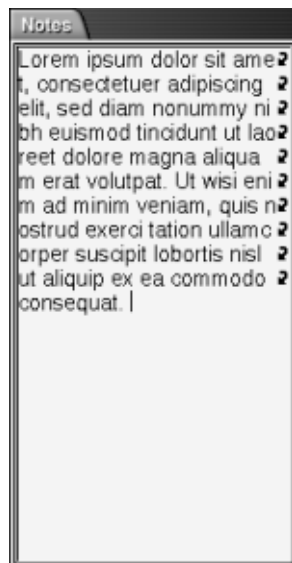 Notes
Lorem ipsum dolor sit ame
t, consectetuer adipiscing
elit, sed diam nonummy ni
bh euismod tincidunt ut lao
reet dolore magna aliqua
m erat volutpat. Ut wisi eni
m ad minim veniam, quis n
ostrud exerci tation ullamc
orper suscipit lobortis nisl
ut aliquip ex ea commodo
consequat.